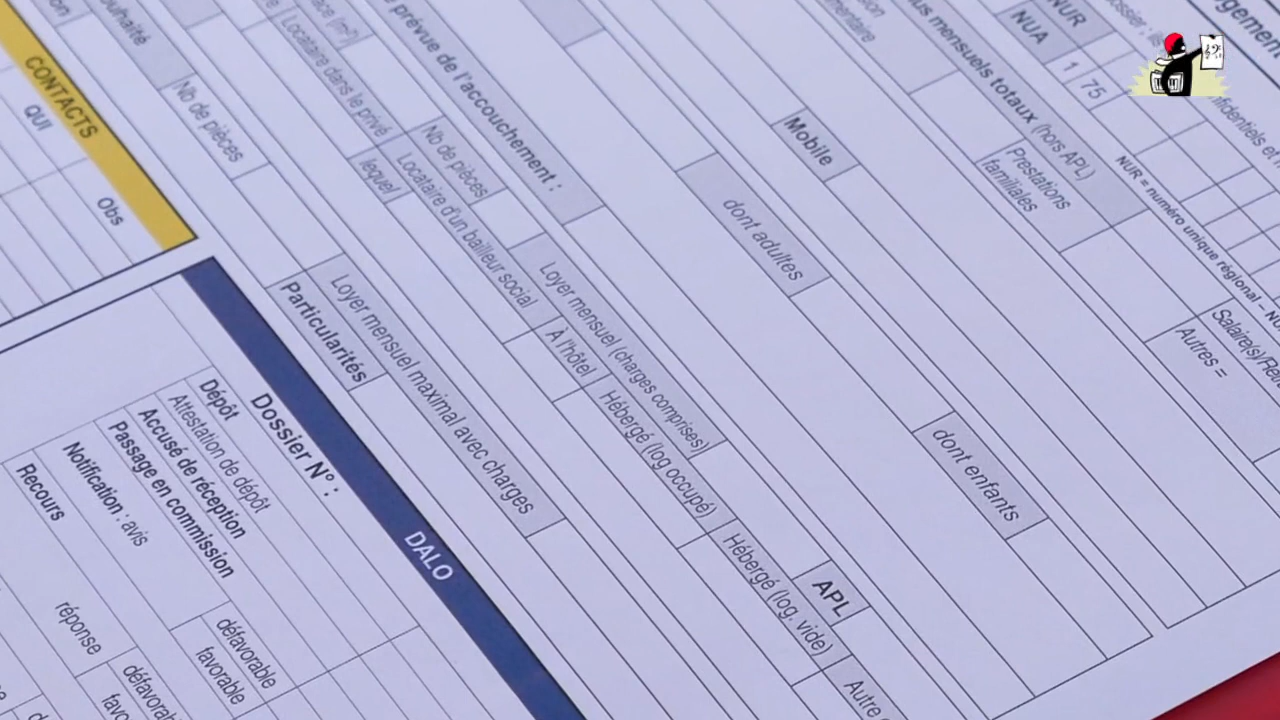 CONTACTS
QUI
Obs
Nb de pièces
Locataire dans le privé
prévue de l'accouchement :
Nb de pièces
lequel
Locataire d'un bailleur social
Loyer mensuel maximal avec charges
Particularités
Loyer mensuel (charges comprises)
À l'hôtel
Hébergé (log occupé)
Hébergé (log. vide)
APL
Autre
Mobile
dont adultes
dont enfants
mensuels totaux (hors APL)
Prestations
familiales
NUR
NUA
1 75
NUR = numéro unique régional -
Autres =
DALO
Dossier N° :
Dépôt
Attestation de dépôt
Accusé de réception
Passage en commission
Notification : avis
Recours
défavorable
favorable
réponse